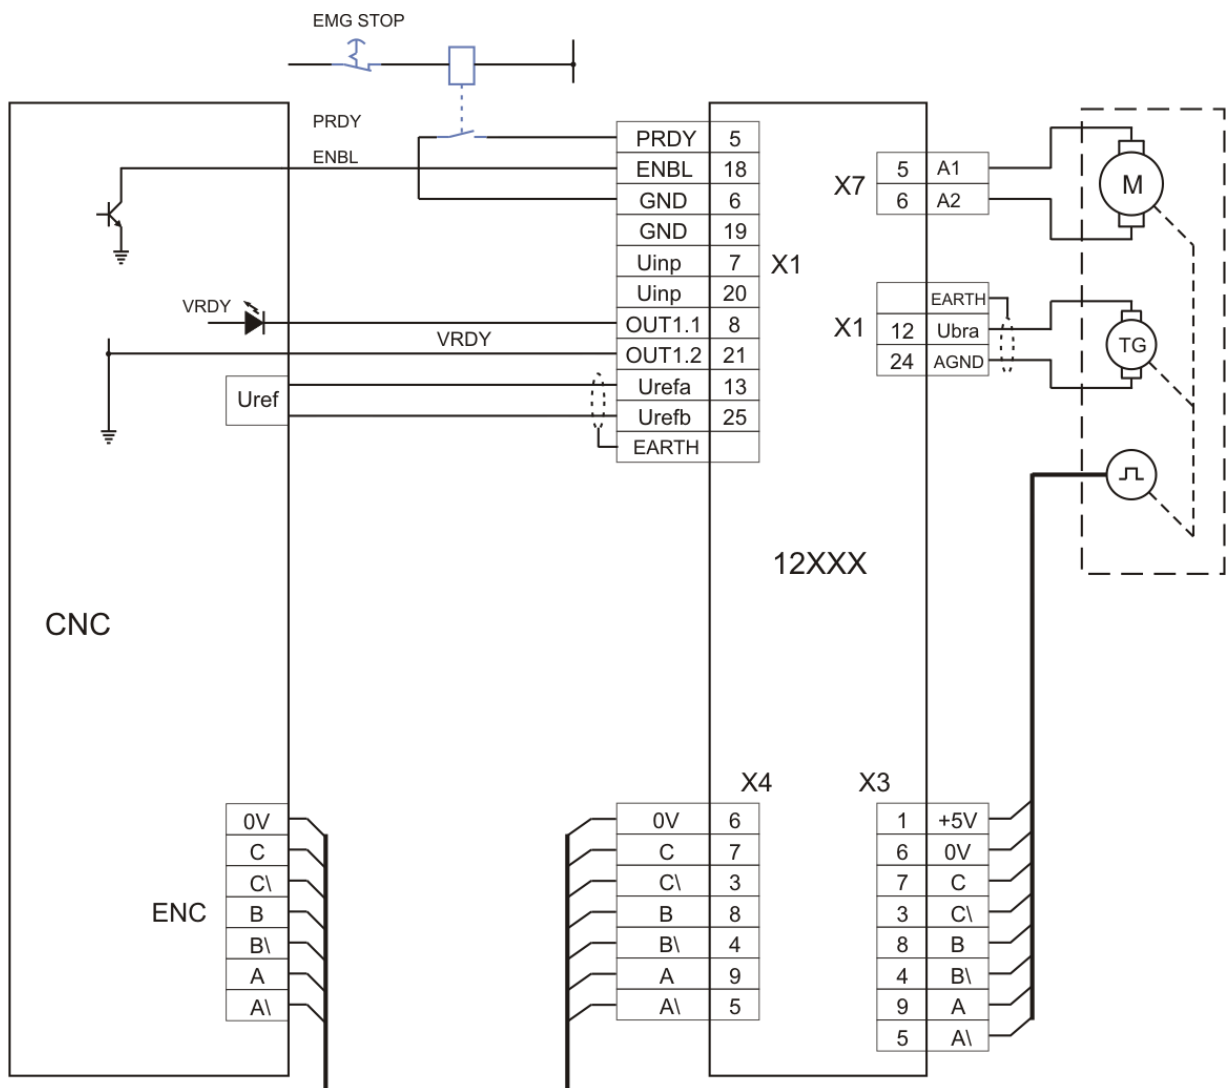 EMG STOP
PRDY
ENBL
PRDY 5
ENBL 18
GND 6
GND 19
Uinp 7
Uinp 20
OUT1.1 8
OUT1.2 21
Urefa 13
Urefb 25
EARTH
X1
VRDY
VRDY
Uref
X7
5 A1
6 A2
M
X1
EARTH
12 Ubra
24 AGND
TG
12XXX
CNC
ENC
0V
C
C\
B
B\
A
A\
X4
0V 6
C 7
C\ 3
B 8
B\ 4
A 9
A\ 5
X3
1 +5V
6 0V
7 C
3 C\
8 B
4 B\
9 A
5 A\